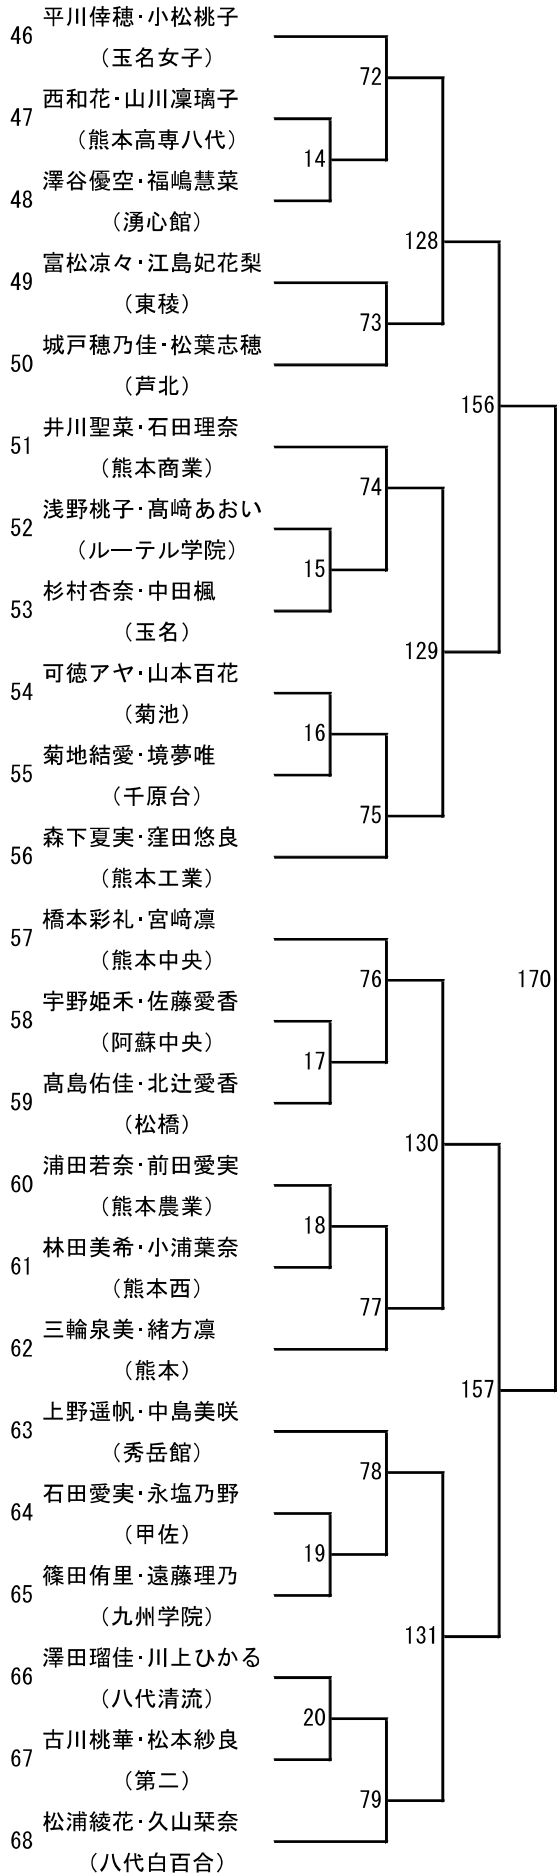 平川倖穂・小松桃子
46
（玉名女子）
72
西和花・山川凜璃子
47
（熊本高専八代）
14
澤谷優空・福嶋慧菜
48
（湧心館）
128
富松凉々・江島妃花梨
49
（東稜）
73
城戸穂乃佳・松葉志穂
50
（芦北）
156
井川聖菜・石田理奈
51
（熊本商業）
74
浅野桃子・髙﨑あおい
52
（ルーテル学院）
15
杉村杏奈・中田楓
53
（玉名）
129
可徳アヤ・山本百花
54
（菊池）
16
菊地結愛・境夢唯
55
（千原台）
75
森下夏実・窪田悠良
56
（熊本工業）
橋本彩礼・宮﨑凛
57
（熊本中央）
76
170
宇野姫禾・佐藤愛香
58
（阿蘇中央）
17
髙島佑佳・北辻愛香
59
（松橋）
130
浦田若奈・前田愛実
60
（熊本農業）
18
林田美希・小浦葉奈
61
（熊本西）
77
三輪泉美・緒方凛
62
（熊本）
157
上野遥帆・中島美咲
63
（秀岳館）
78
石田愛実・永塩乃野
64
（甲佐）
19
篠田侑里・遠藤理乃
65
（九州学院）
131
澤田瑠佳・川上ひかる
66
（八代清流）
20
古川桃華・松本紗良
67
（第二）
79
松浦綾花・久山栞奈
68
（八代白百合）